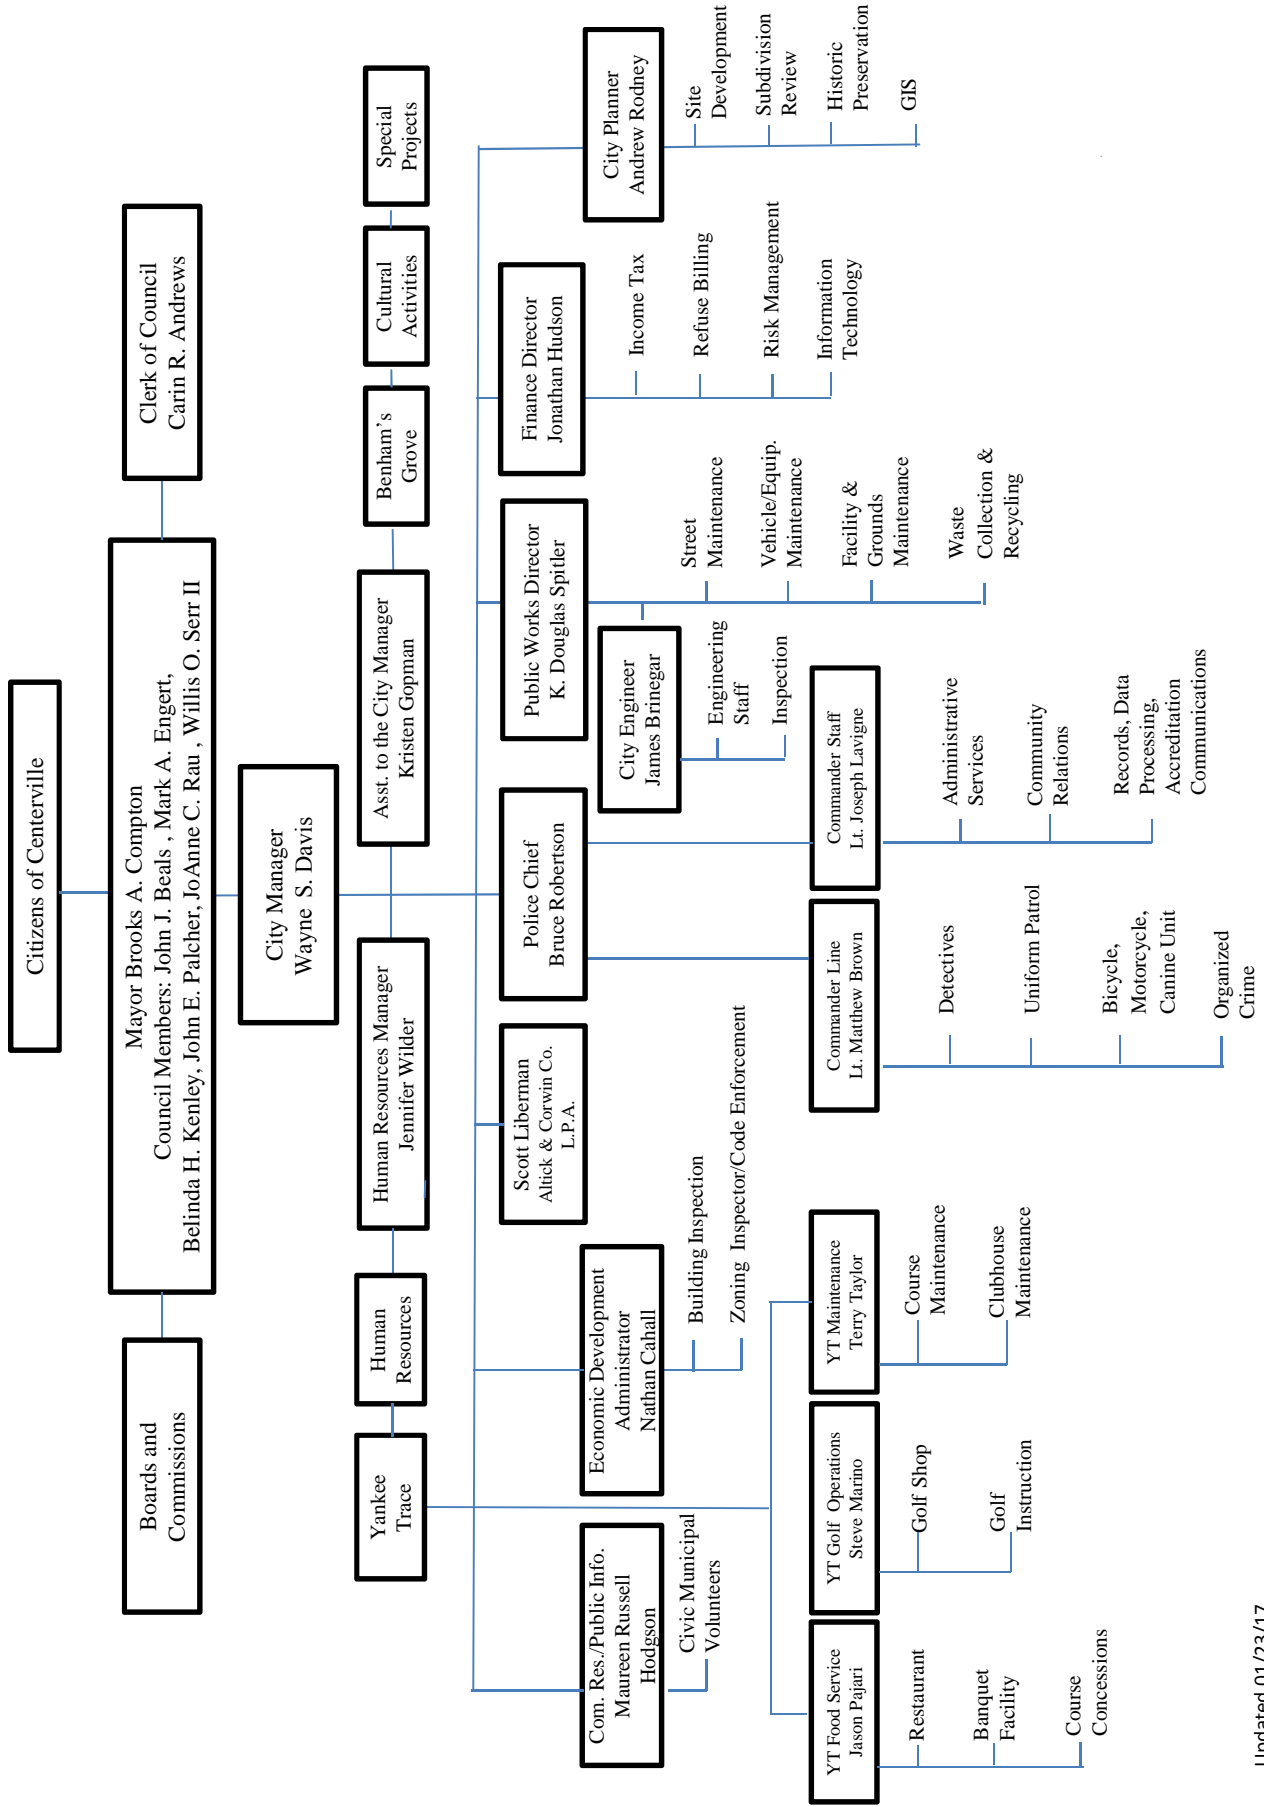 Citizens of Centerville
Boards and
Commissions
Mayor Brooks A. Compton
Council Members: John J. Beals , Mark A. Engert,
Belinda H. Kenley, John E. Palcher, JoAnne C. Rau , Willis O. Serr II
Clerk of Council
Carin R. Andrews
City Manager
Wayne S. Davis
Yankee
Trace
Human
Resources
Human Resources Manager
Jennifer Wilder
Asst. to the City Manager
Kristen Gopman
Benham’s
Grove
Cultural
Activities
Special
Projects
Com. Res./Public Info.
Maureen Russell
Hodgson
Civic Municipal
Volunteers
Economic Development
Administrator
Nathan Cahall
Building Inspection
Zoning Inspector/Code Enforcement
Scott Liberman
Altick & Corwin Co.
L.P.A.
Police Chief
Bruce Robertson
Public Works Director
K. Douglas Spitler
City Engineer
James Brinegar
Engineering
Staff
Inspection
Street
Maintenance
Vehicle/Equip.
Maintenance
Facility &
Grounds
Maintenance
Waste
Collection &
Recycling
Finance Director
Jonathan Hudson
Income Tax
Refuse Billing
Risk Management
Information
Technology
City Planner
Andrew Rodney
Site
Development
Subdivision
Review
Historic
Preservation
GIS
YT Food Service
Jason Pajari
Restaurant
Banquet
Facility
Course
Concessions
YT Golf Operations
Steve Marino
Golf Shop
Golf
Instruction
YT Maintenance
Terry Taylor
Course
Maintenance
Clubhouse
Maintenance
Commander Line
Lt. Matthew Brown
Detectives
Uniform Patrol
Bicycle,
Motorcycle,
Canine Unit
Organized
Crime
Commander Staff
Lt. Joseph Lavigne
Administrative
Services
Community
Relations
Records, Data
Processing,
Accreditation
Communications
Updated 01/23/17